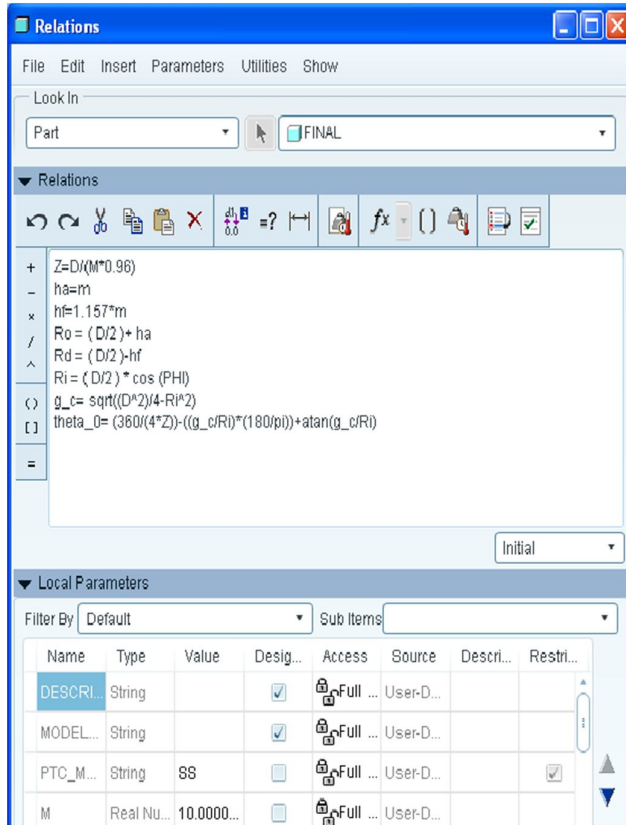 Relations
File Edit Insert Parameters Utilities Show
Look In
Part FINAL
Relations
+ - × / ^ () [] =
Z=D/(M*0.96)
ha=m
hf=1.157*m
Ro = ( D/2 )+ ha
Rd = ( D/2 )-hf
Ri = ( D/2 ) * cos (PHI)
g_c= sqrt((D^2)/4-Ri^2)
theta_0= (360/(4*Z))-((g_c/Ri)*(180/pi))+atan(g_c/Ri)
Initial
Local Parameters
Filter By Default Sub Items
Name Type Value Desig... Access Source Descri... Restri...
DESCRI... String Full ... User-D...
MODEL... String Full ... User-D...
PTC_M... String SS Full ... User-D...
M Real Nu... 10.0000... Full ... User-D...